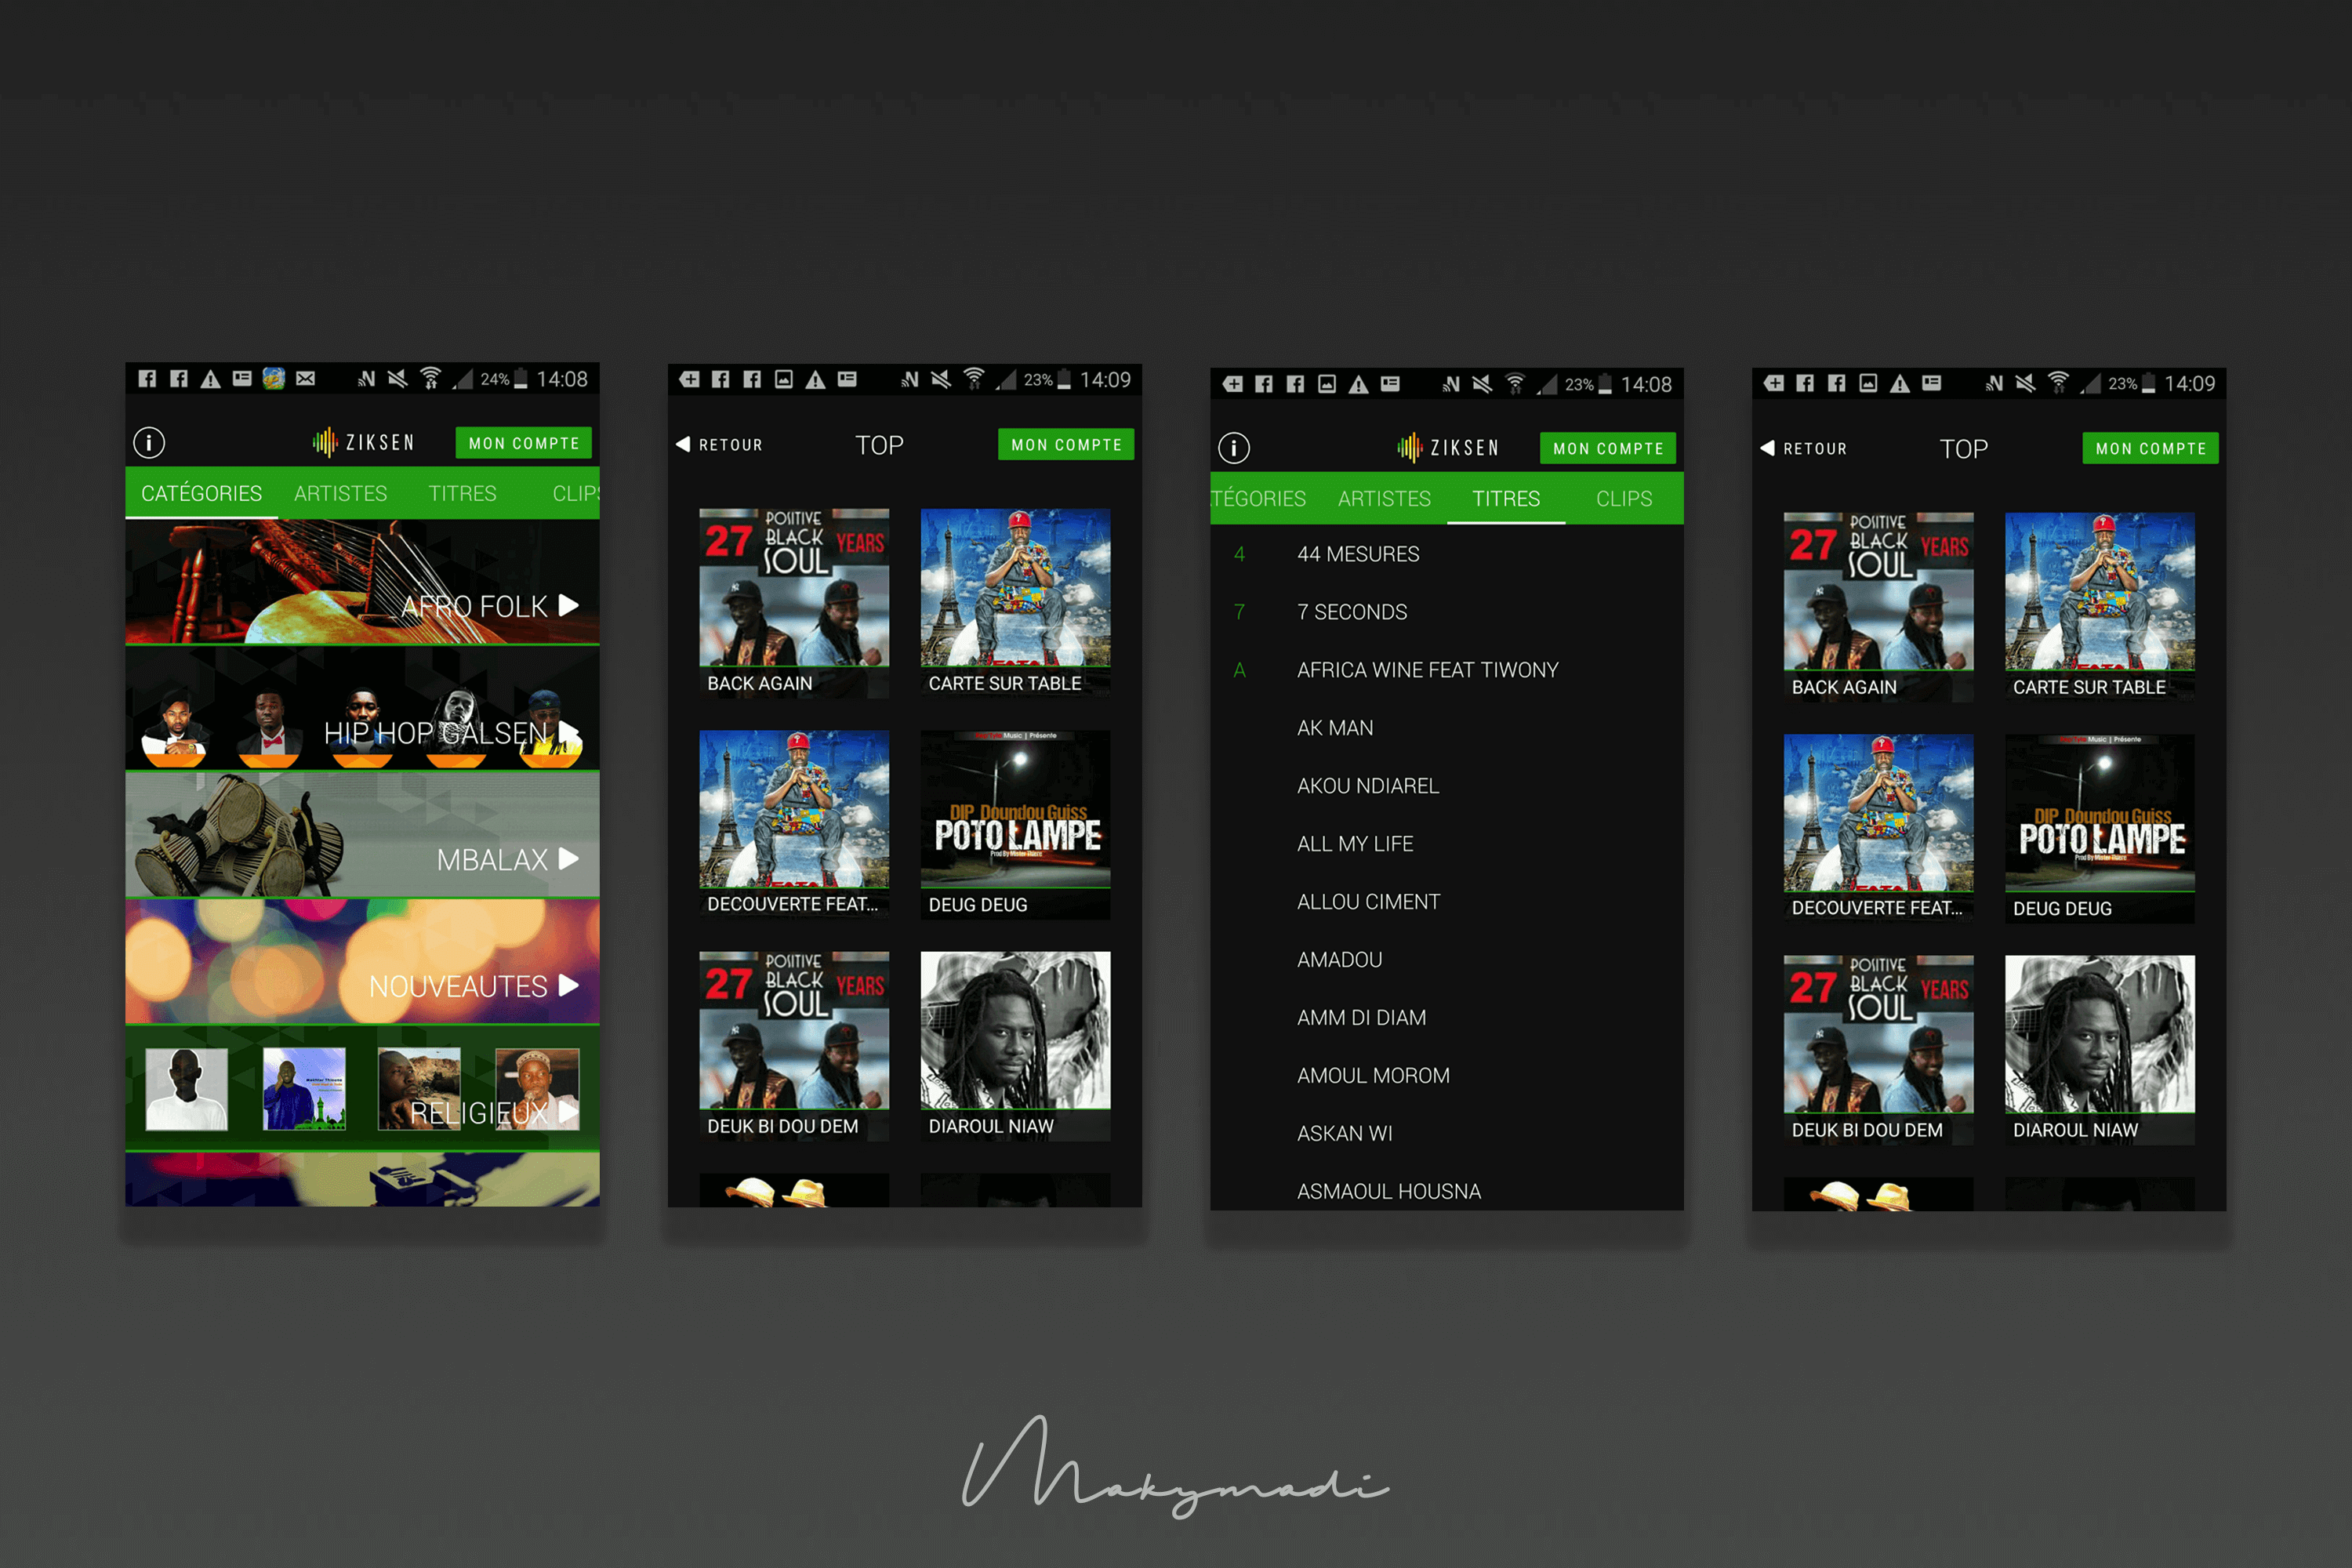 24% 14:08
ZIKSEN
MON COMPTE
CATÉGORIES ARTISTES TITRES CLIPS
AFRO FOLK
HIP HOP GALSEN
MBALAX
NOUVEAUTES
RELIGIEUX
23% 14:09
RETOUR TOP MON COMPTE
27 POSITIVE BLACK SOUL YEARS
BACK AGAIN
CARTE SUR TABLE
DECOUVERTE FEAT...
Music | Présente
DIP Doundou Guiss
POTO LAMPE
DEUG DEUG
27 POSITIVE BLACK SOUL YEARS
DEUK BI DOU DEM
DIAROUL NIAW
23% 14:08
ZIKSEN
MON COMPTE
TÉGORIES ARTISTES TITRES CLIPS
4 44 MESURES
7 7 SECONDS
A AFRICA WINE FEAT TIWONY
AK MAN
AKOU NDIAREL
ALL MY LIFE
ALLOU CIMENT
AMADOU
AMM DI DIAM
AMOUL MOROM
ASKAN WI
ASMAOUL HOUSNA
23% 14:09
RETOUR TOP MON COMPTE
27 POSITIVE BLACK SOUL YEARS
BACK AGAIN
CARTE SUR TABLE
DECOUVERTE FEAT...
Music | Présente
DIP Doundou Guiss
POTO LAMPE
DEUG DEUG
27 POSITIVE BLACK SOUL YEARS
DEUK BI DOU DEM
DIAROUL NIAW
Makymadi